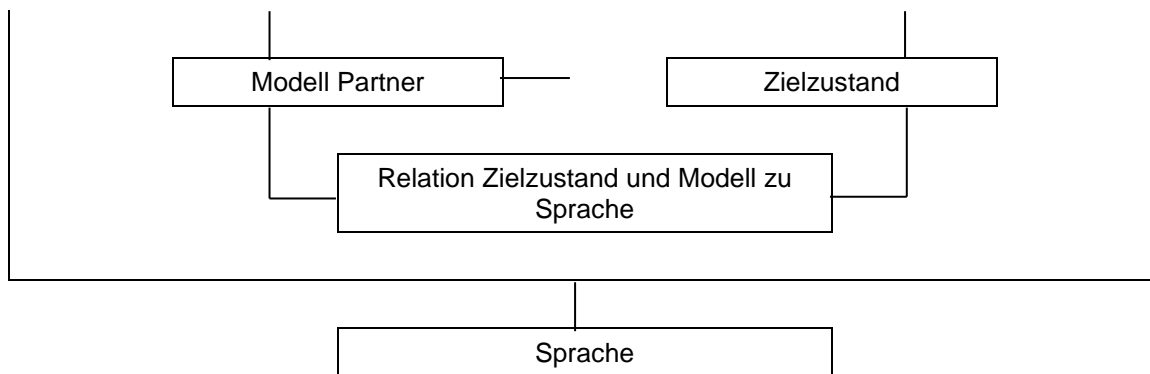 Modell Partner
Zielzustand
Relation Zielzustand und Modell zu
Sprache
Sprache